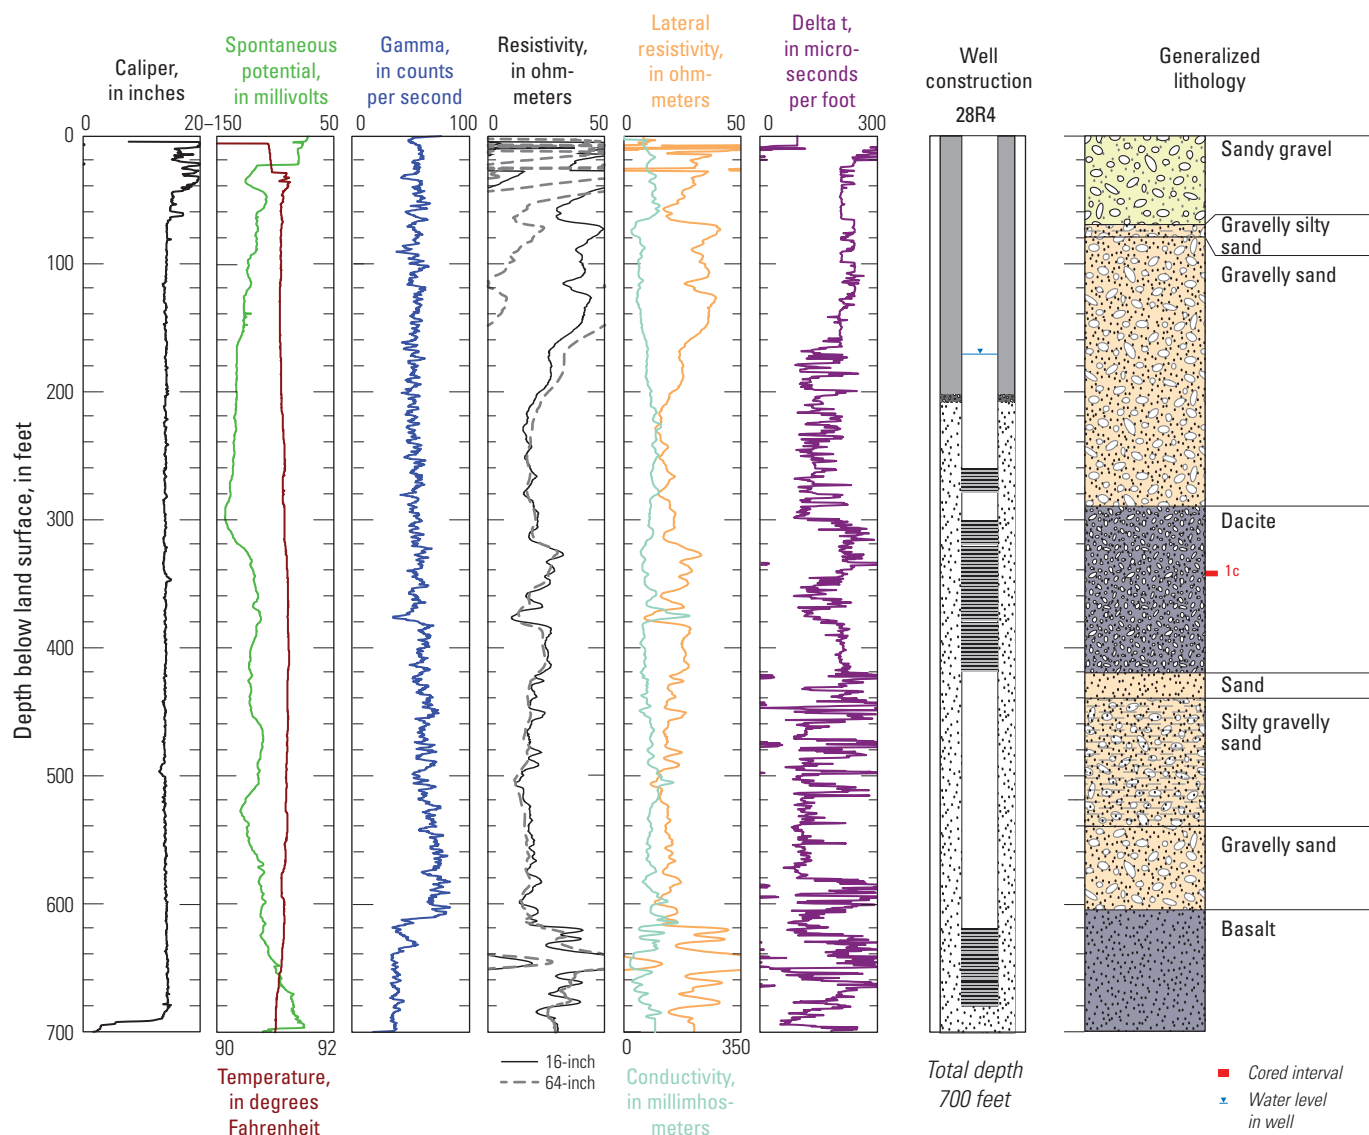 Caliper,
in inches
Spontaneous
potential,
in millivolts
Gamma,
in counts
per second
Resistivity,
in ohm-
meters
Lateral
resistivity,
in ohm-
meters
Delta t,
in micro-
seconds
per foot
Well
construction
28R4
Generalized
lithology
0 20 –150 50 0 100 0 50 0 50 0 300
Depth below land surface, in feet
0
100
200
300
400
500
600
700
Sandy gravel
Gravelly silty
sand
Gravelly sand
Dacite
1c
Sand
Silty gravelly
sand
Gravelly sand
Basalt
90 92 0 350
Temperature,
in degrees
Fahrenheit
16-inch
64-inch
Conductivity,
in millimhos-
meters
Total depth
700 feet
Cored interval
Water level
in well